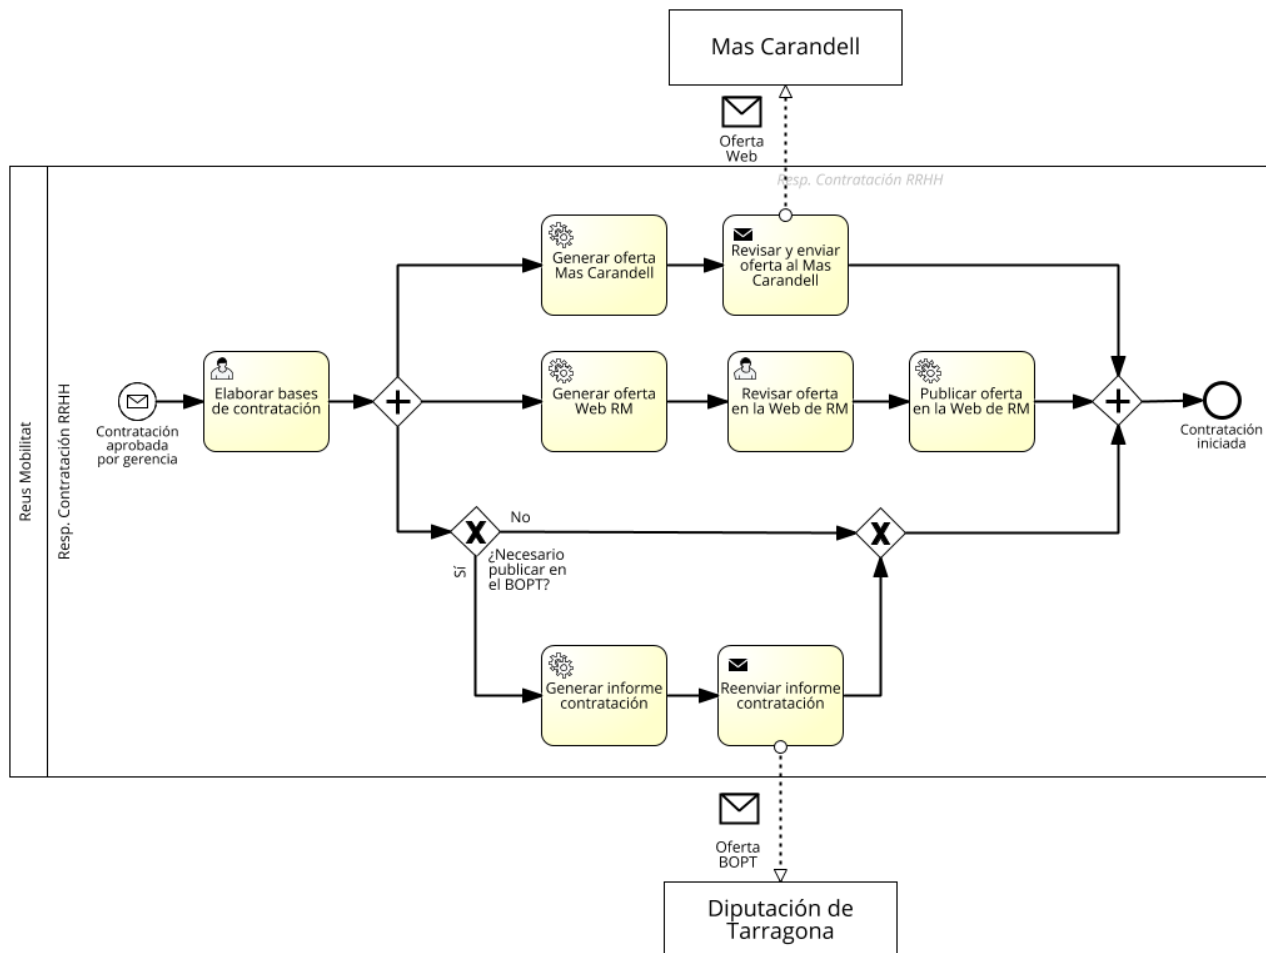 Mas Carandell
Oferta
Web
Resp. Contratación RRHH
Reus Mobilitat
Resp. Contratación RRHH
Generar oferta
Mas Carandell
Revisar y enviar
oferta al Mas
Carandell
Contratación
aprobada
por gerencia
Elaborar bases
de contratación
Generar oferta
Web RM
Revisar oferta
en la Web de RM
Publicar oferta
en la Web de RM
Contratación
iniciada
No
¿Necesario
publicar en
el BOPT?
Sí
Generar informe
contratación
Reenviar informe
contratación
Oferta
BOPT
Diputación de
Tarragona